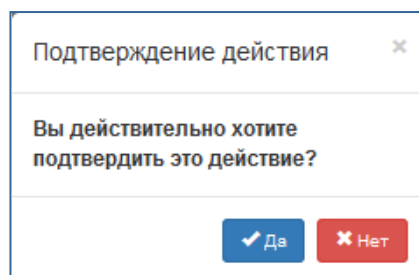 Подтверждение действия
Вы действительно хотите
подтвердить это действие?
Да
Нет